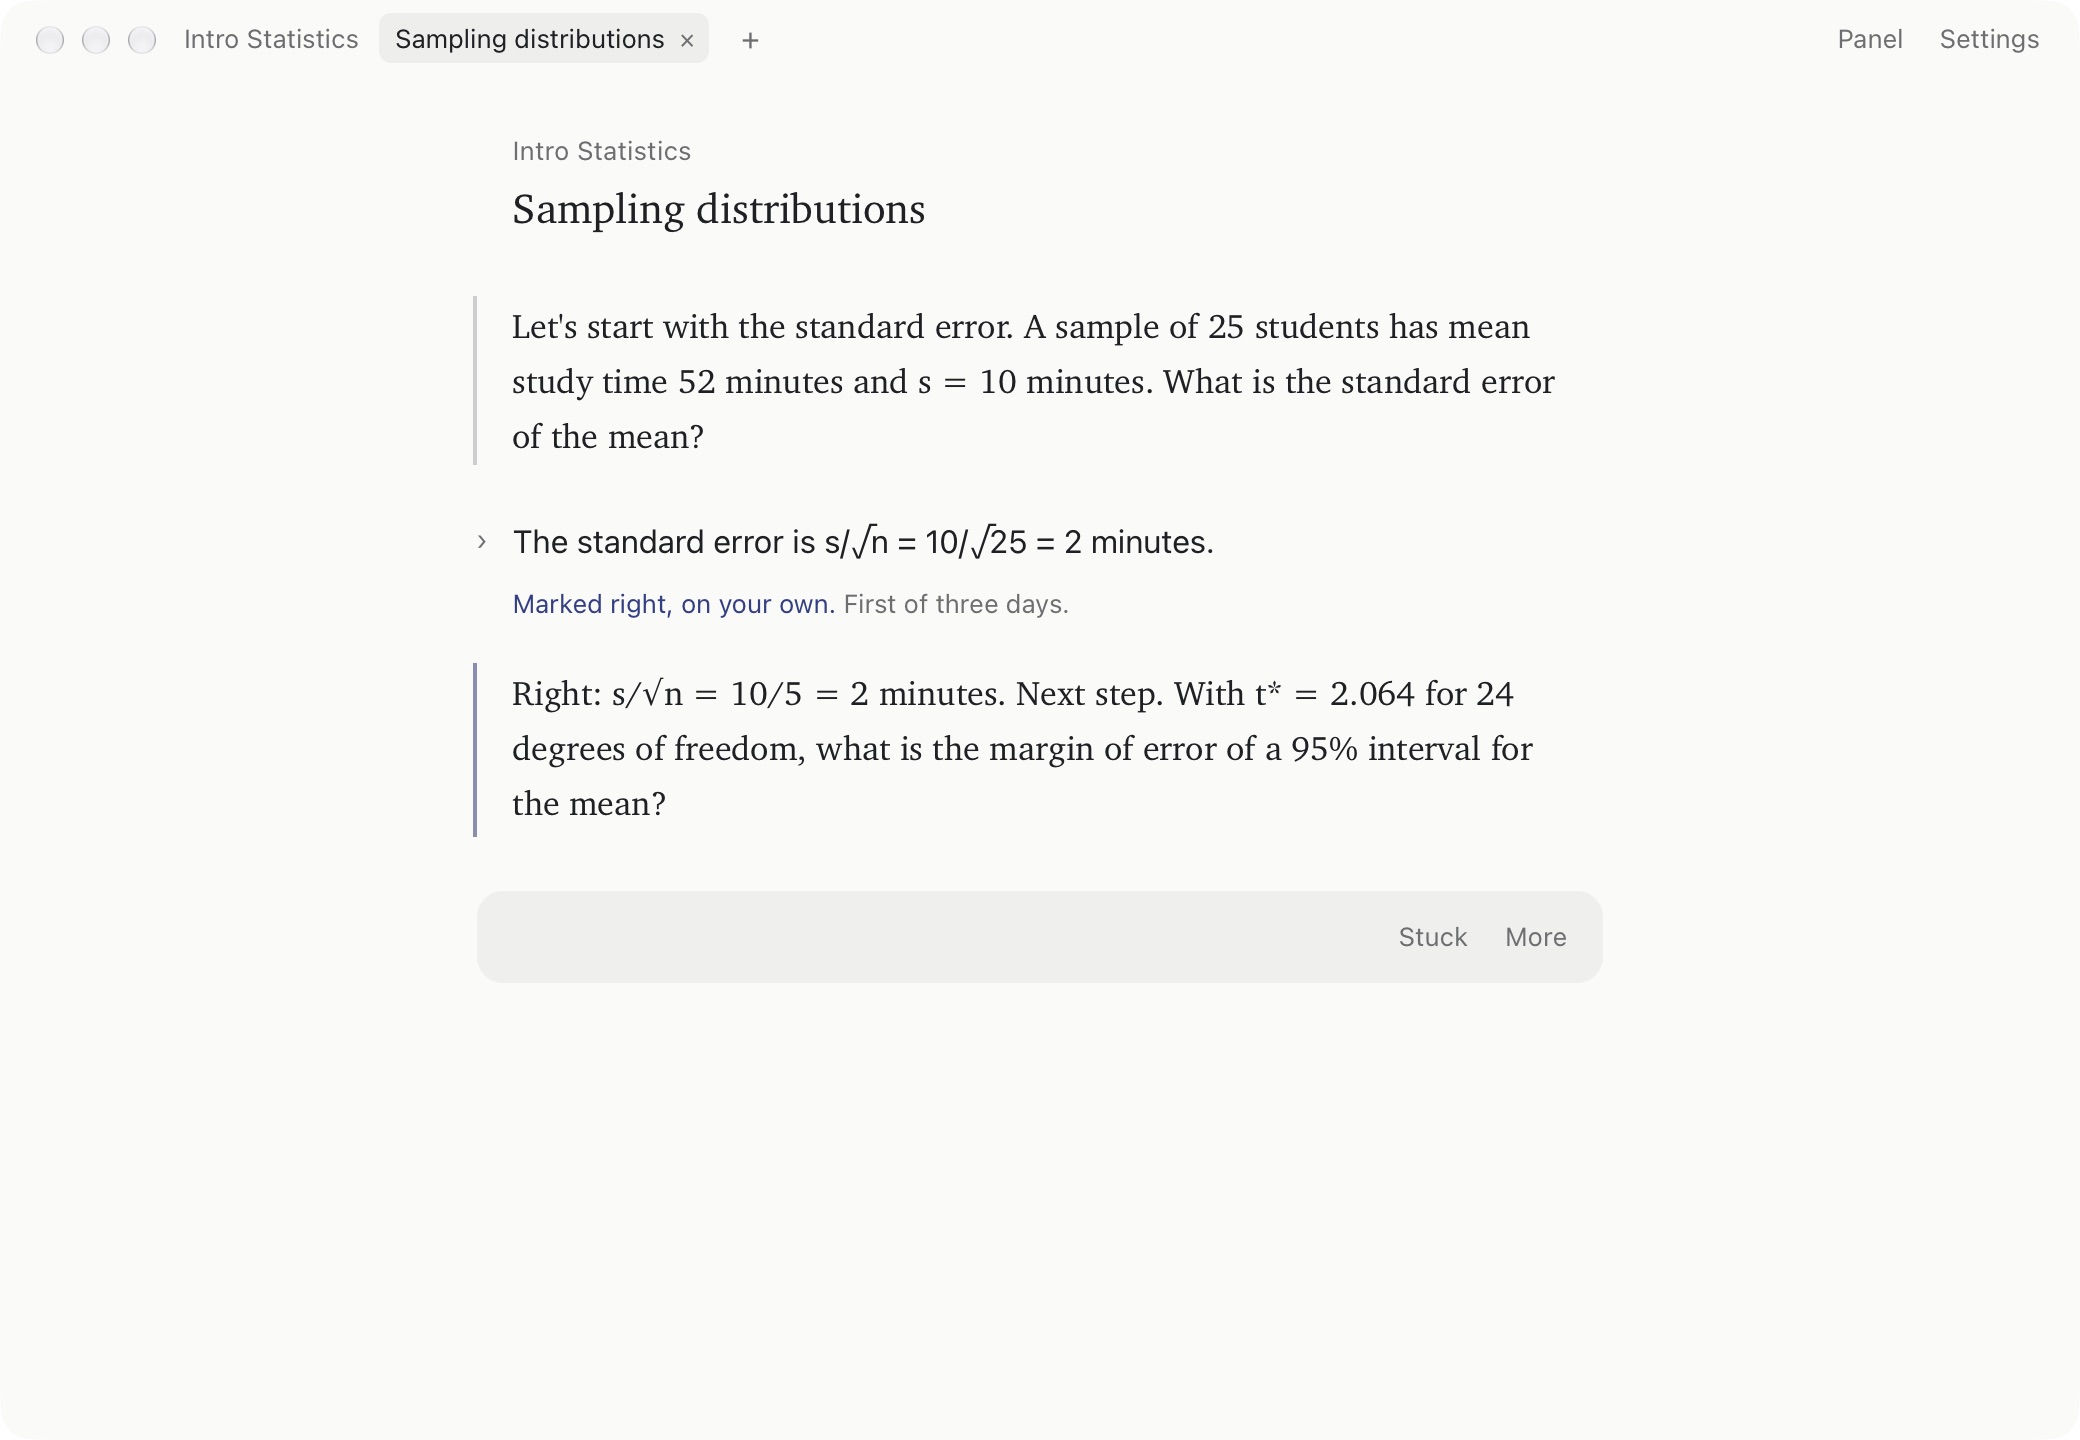 Intro Statistics
Sampling distributions ×
+
Panel
Settings
Intro Statistics
Sampling distributions
Let's start with the standard error. A sample of 25 students has mean
study time 52 minutes and s = 10 minutes. What is the standard error
of the mean?
› The standard error is s/√n = 10/√25 = 2 minutes.
Marked right, on your own. First of three days.
Right: s/√n = 10/5 = 2 minutes. Next step. With t* = 2.064 for 24
degrees of freedom, what is the margin of error of a 95% interval for
the mean?
Stuck
More